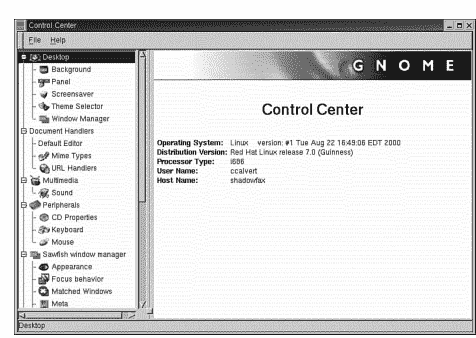 Control Center
File Help
Desktop
Background
Panel
Screensaver
Theme Selector
Window Manager
Document Handlers
Default Editor
Mime Types
URL Handlers
Multimedia
Sound
Peripherals
CD Properties
Keyboard
Mouse
Sawfish window manager
Appearance
Focus behavior
Matched Windows
Meta
GNOME
Control Center
Operating System: Linux version: #1 Tue Aug 22 16:49:06 EDT 2000
Distribution Version: Red Hat Linux release 7.0 (Guinness)
Processor Type: i686
User Name: ccalvert
Host Name: shadowfax
Desktop